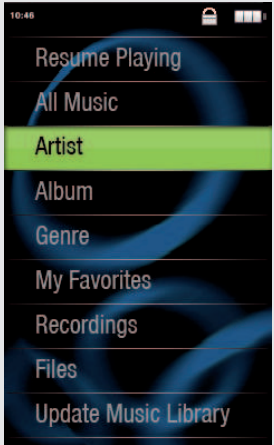 10:46
Resume Playing
All Music
Artist
Album
Genre
My Favorites
Recordings
Files
Update Music Library